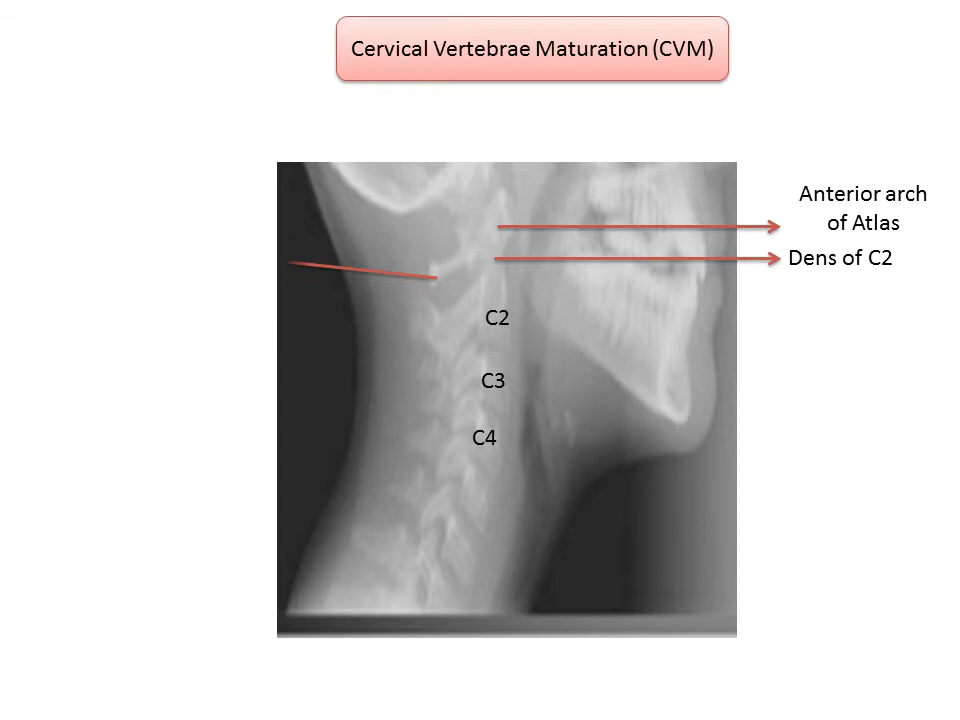 Cervical Vertebrae Maturation (CVM)
Anterior arch
of Atlas
Dens of C2
C2
C3
C4